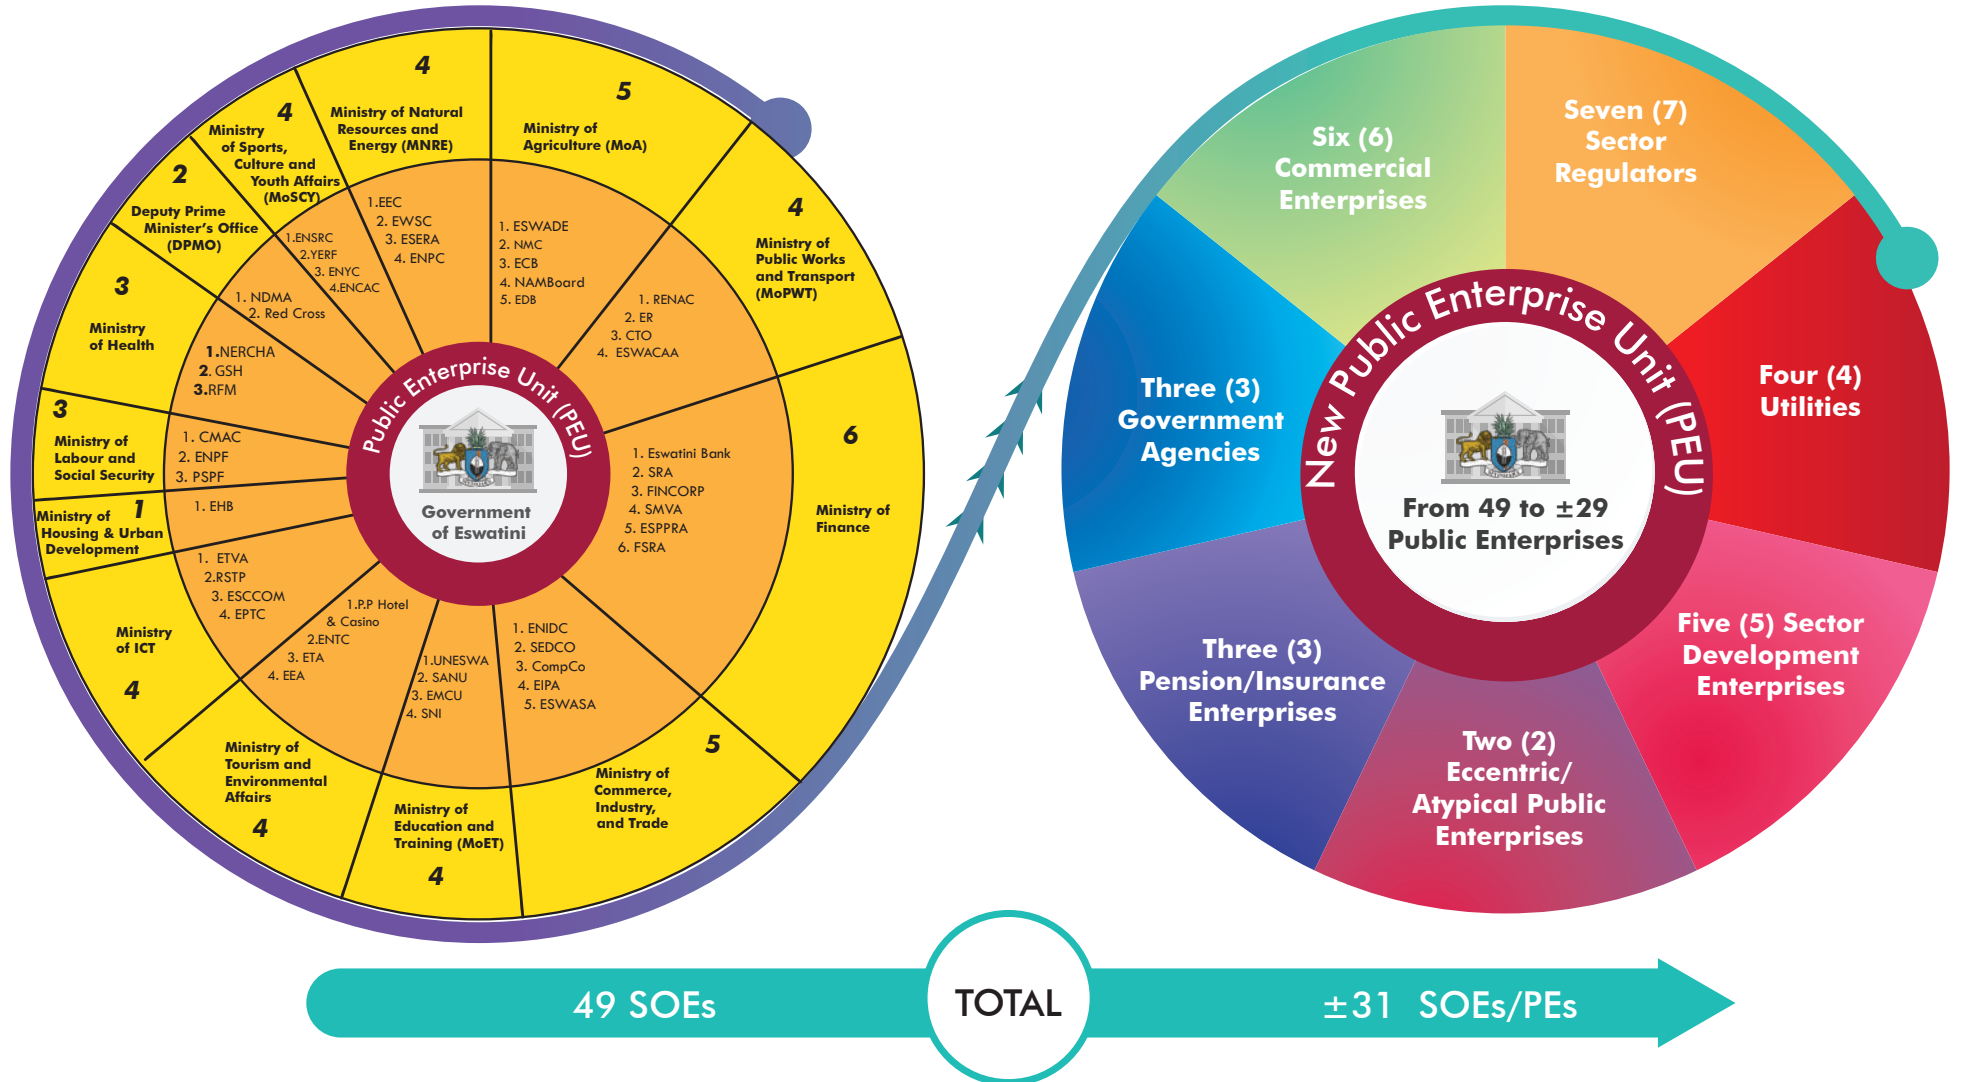 4
Ministry of Natural
Resources and
Energy (MNRE)
1.EEC
2. EWSC
3. ESERA
4. ENPC
5
Ministry of
Agriculture (MoA)
1. ESWADE
2. NMC
3. ECB
4. NAMBoard
5. EDB
4
Ministry of
Public Works
and Transport
(MoPWT)
1. RENAC
2. ER
3. CTO
4. ESWACAA
6
Ministry of
Finance
1. Eswatini Bank
2. SRA
3. FINCORP
4. SMVA
5. ESPPRA
6. FSRA
5
Ministry of
Commerce,
Industry,
and Trade
1. ENIDC
2. SEDCO
3. CompCo
4. EIPA
5. ESWASA
Ministry of
Education and
Training (MoET)
4
1.UNESWA
2. SANU
3. EMCU
4. SNI
Ministry of
Tourism and
Environmental
Affairs
4
1.P.P Hotel
& Casino
2.ENTC
3. ETA
4. EEA
Ministry
of ICT
4
1. ETVA
2.RSTP
3. ESCCOM
4. EPTC
1
Ministry of
Housing & Urban
Development
1. EHB
3
Ministry of
Labour and
Social Security
1. CMAC
2. ENPF
3. PSPF
3
Ministry
of Health
1.NERCHA
2. GSH
3.RFM
2
Deputy Prime
Minister's Office
(DPMO)
1. NDMA
2. Red Cross
4
Ministry
of Sports,
Culture and
Youth Affairs
(MoSCY)
1.ENSRC
2.YERF
3. ENYC
4.ENCAC
Public Enterprise Unit (PEU)
Government
of Eswatini
Six (6)
Commercial
Enterprises
Seven (7)
Sector
Regulators
Four (4)
Utilities
Five (5) Sector
Development
Enterprises
Two (2)
Eccentric/
Atypical Public
Enterprises
Three (3)
Pension/Insurance
Enterprises
Three (3)
Government
Agencies
New Public Enterprise Unit (PEU)
From 49 to ±29
Public Enterprises
49 SOEs
TOTAL
±31 SOEs/PEs